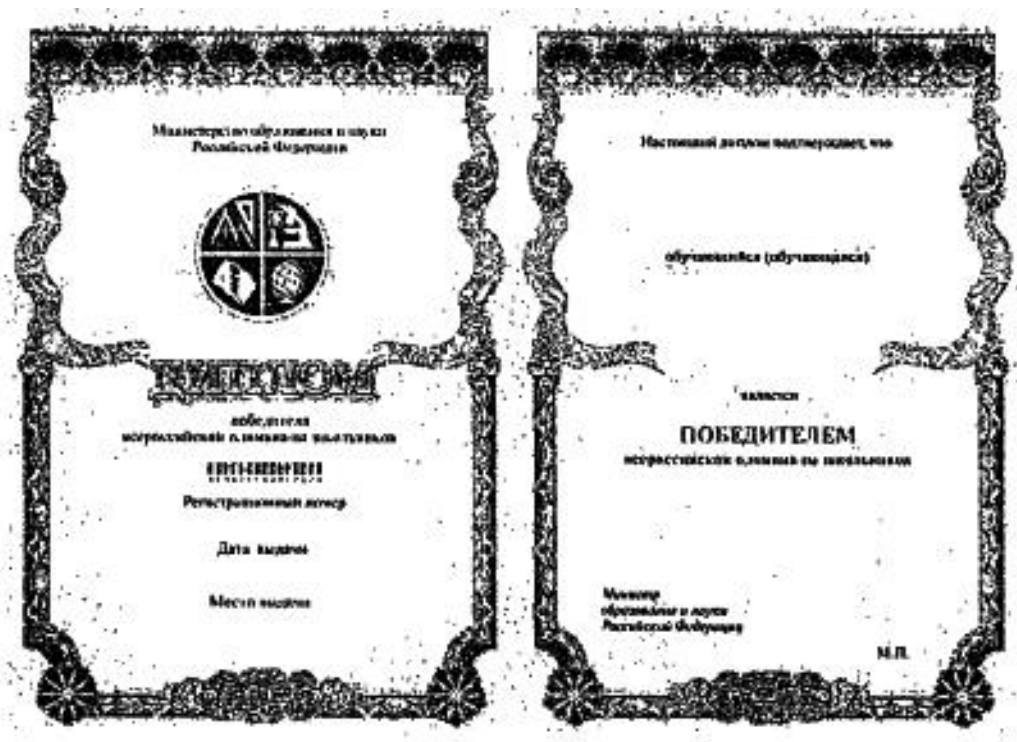 Министерство образования и науки
Российской Федерации
ДИПЛОМ
победителя
всероссийской олимпиады школьников
Регистрационный номер
Дата выдачи
Место выдачи
Настоящий диплом подтверждает, что
обучающийся (обучающаяся)
является
ПОБЕДИТЕЛЕМ
всероссийской олимпиады школьников
Министр
образования и науки
Российской Федерации
М.П.